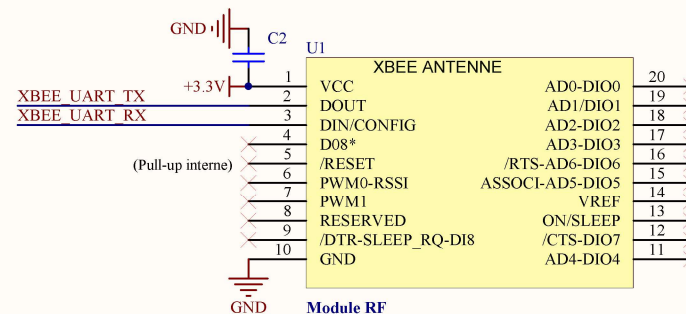 GND
C2
U1
XBEE ANTENNE
+3.3V
1 VCC AD0-DIO0 20
XBEE_UART_TX 2 DOUT AD1/DIO1 19
XBEE_UART_RX 3 DIN/CONFIG AD2-DIO2 18
4 D08* AD3-DIO3 17
(Pull-up interne) 5 /RESET /RTS-AD6-DIO6 16
6 PWM0-RSSI ASSOCI-AD5-DIO5 15
7 PWM1 VREF 14
8 RESERVED ON/SLEEP 13
9 /DTR-SLEEP_RQ-DI8 /CTS-DIO7 12
10 GND AD4-DIO4 11
GND
Module RF